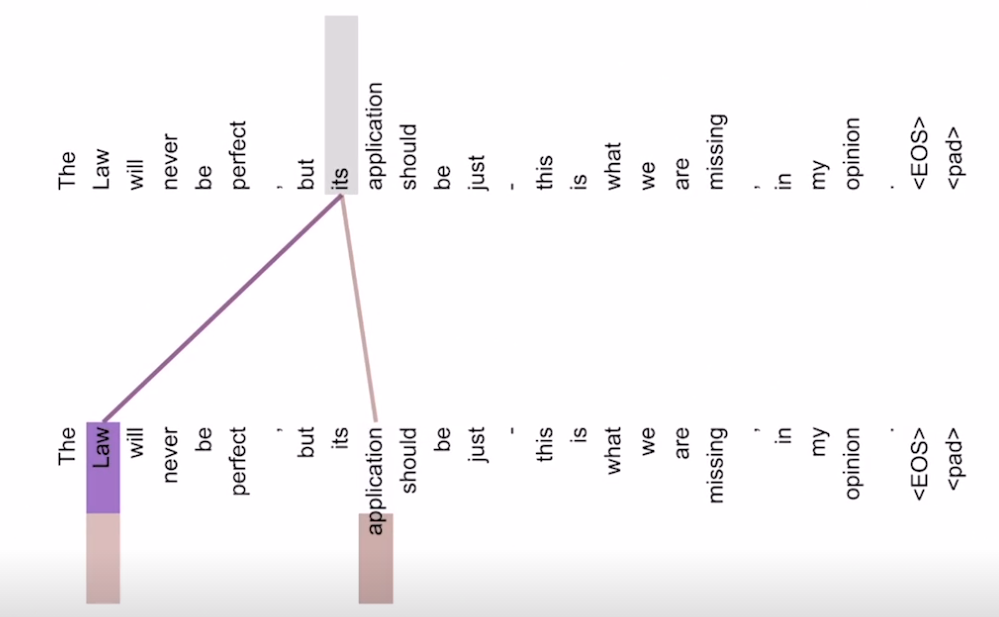 The Law will never be perfect , but its application should be just - this is what we are missing , in my opinion . <EOS> <pad>
The Law will never be perfect , but its application should be just - this is what we are missing , in my opinion . <EOS> <pad>